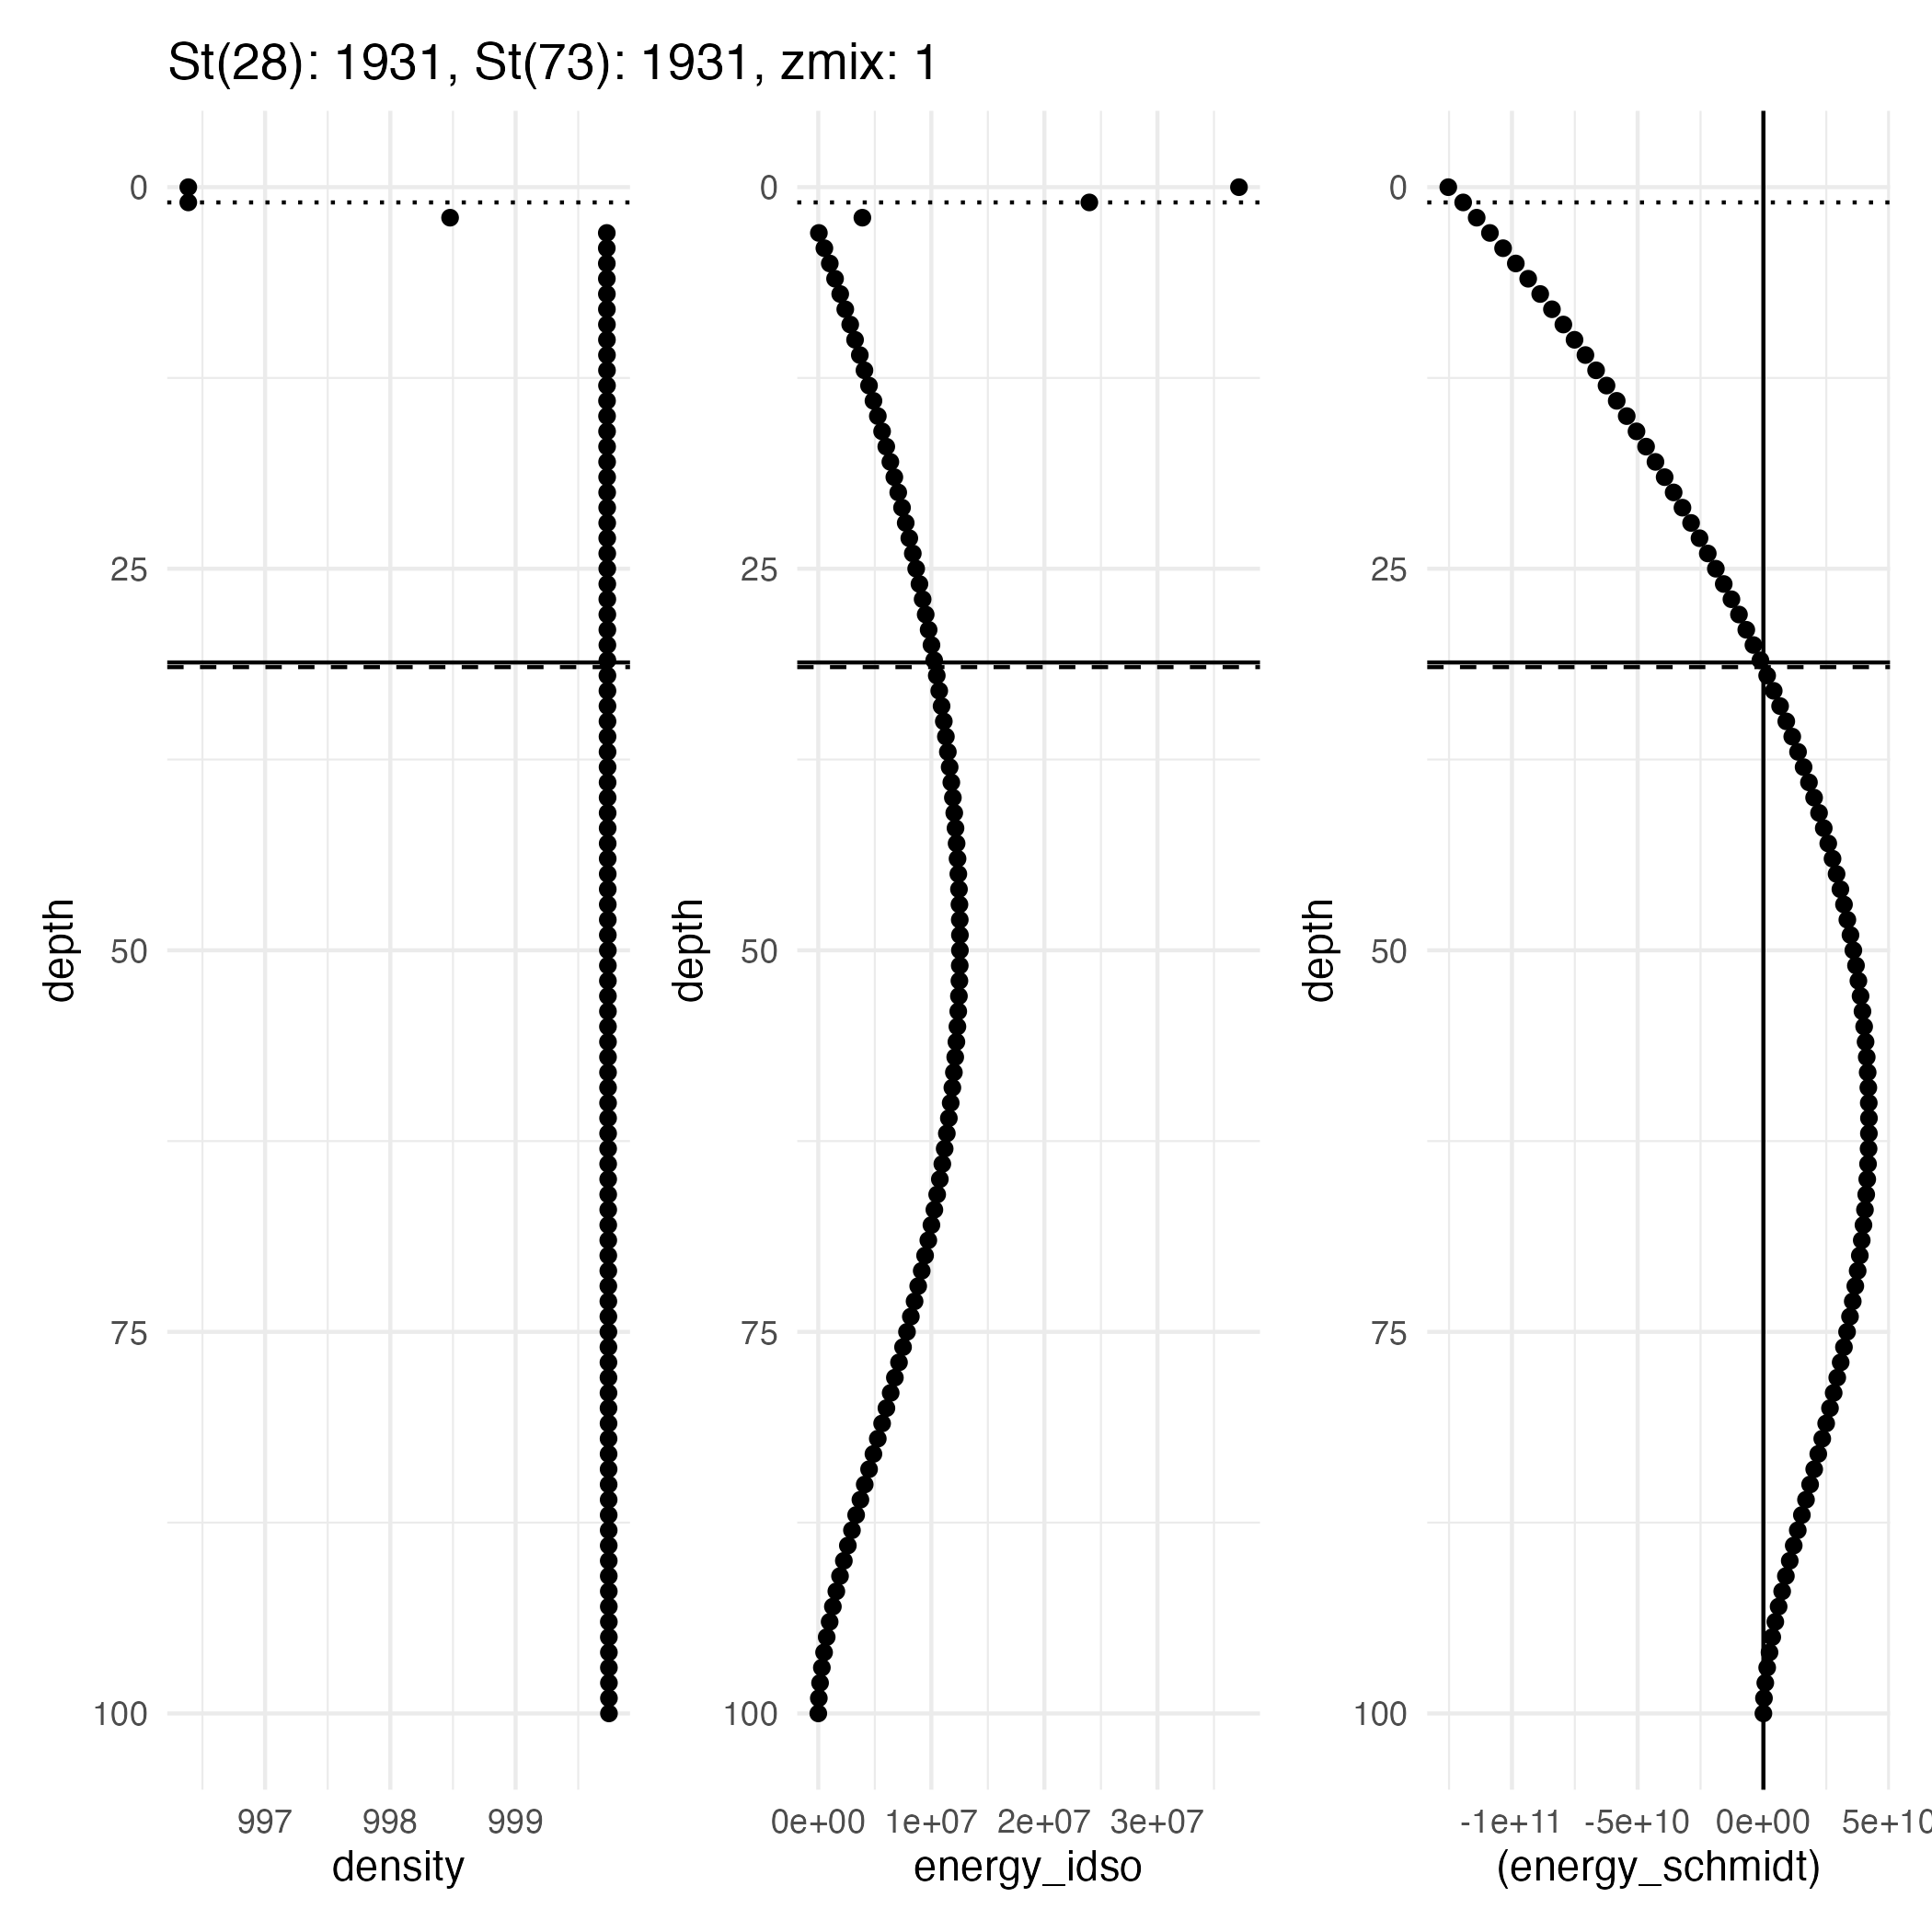 St(28): 1931, St(73): 1931, zmix: 1
depth
0
25
50
75
100
997 998 999
density
depth
0
25
50
75
100
0e+00 1e+07 2e+07 3e+07
energy_idso
depth
0
25
50
75
100
-1e+11 -5e+10 0e+00 5e+10
(energy_schmidt)